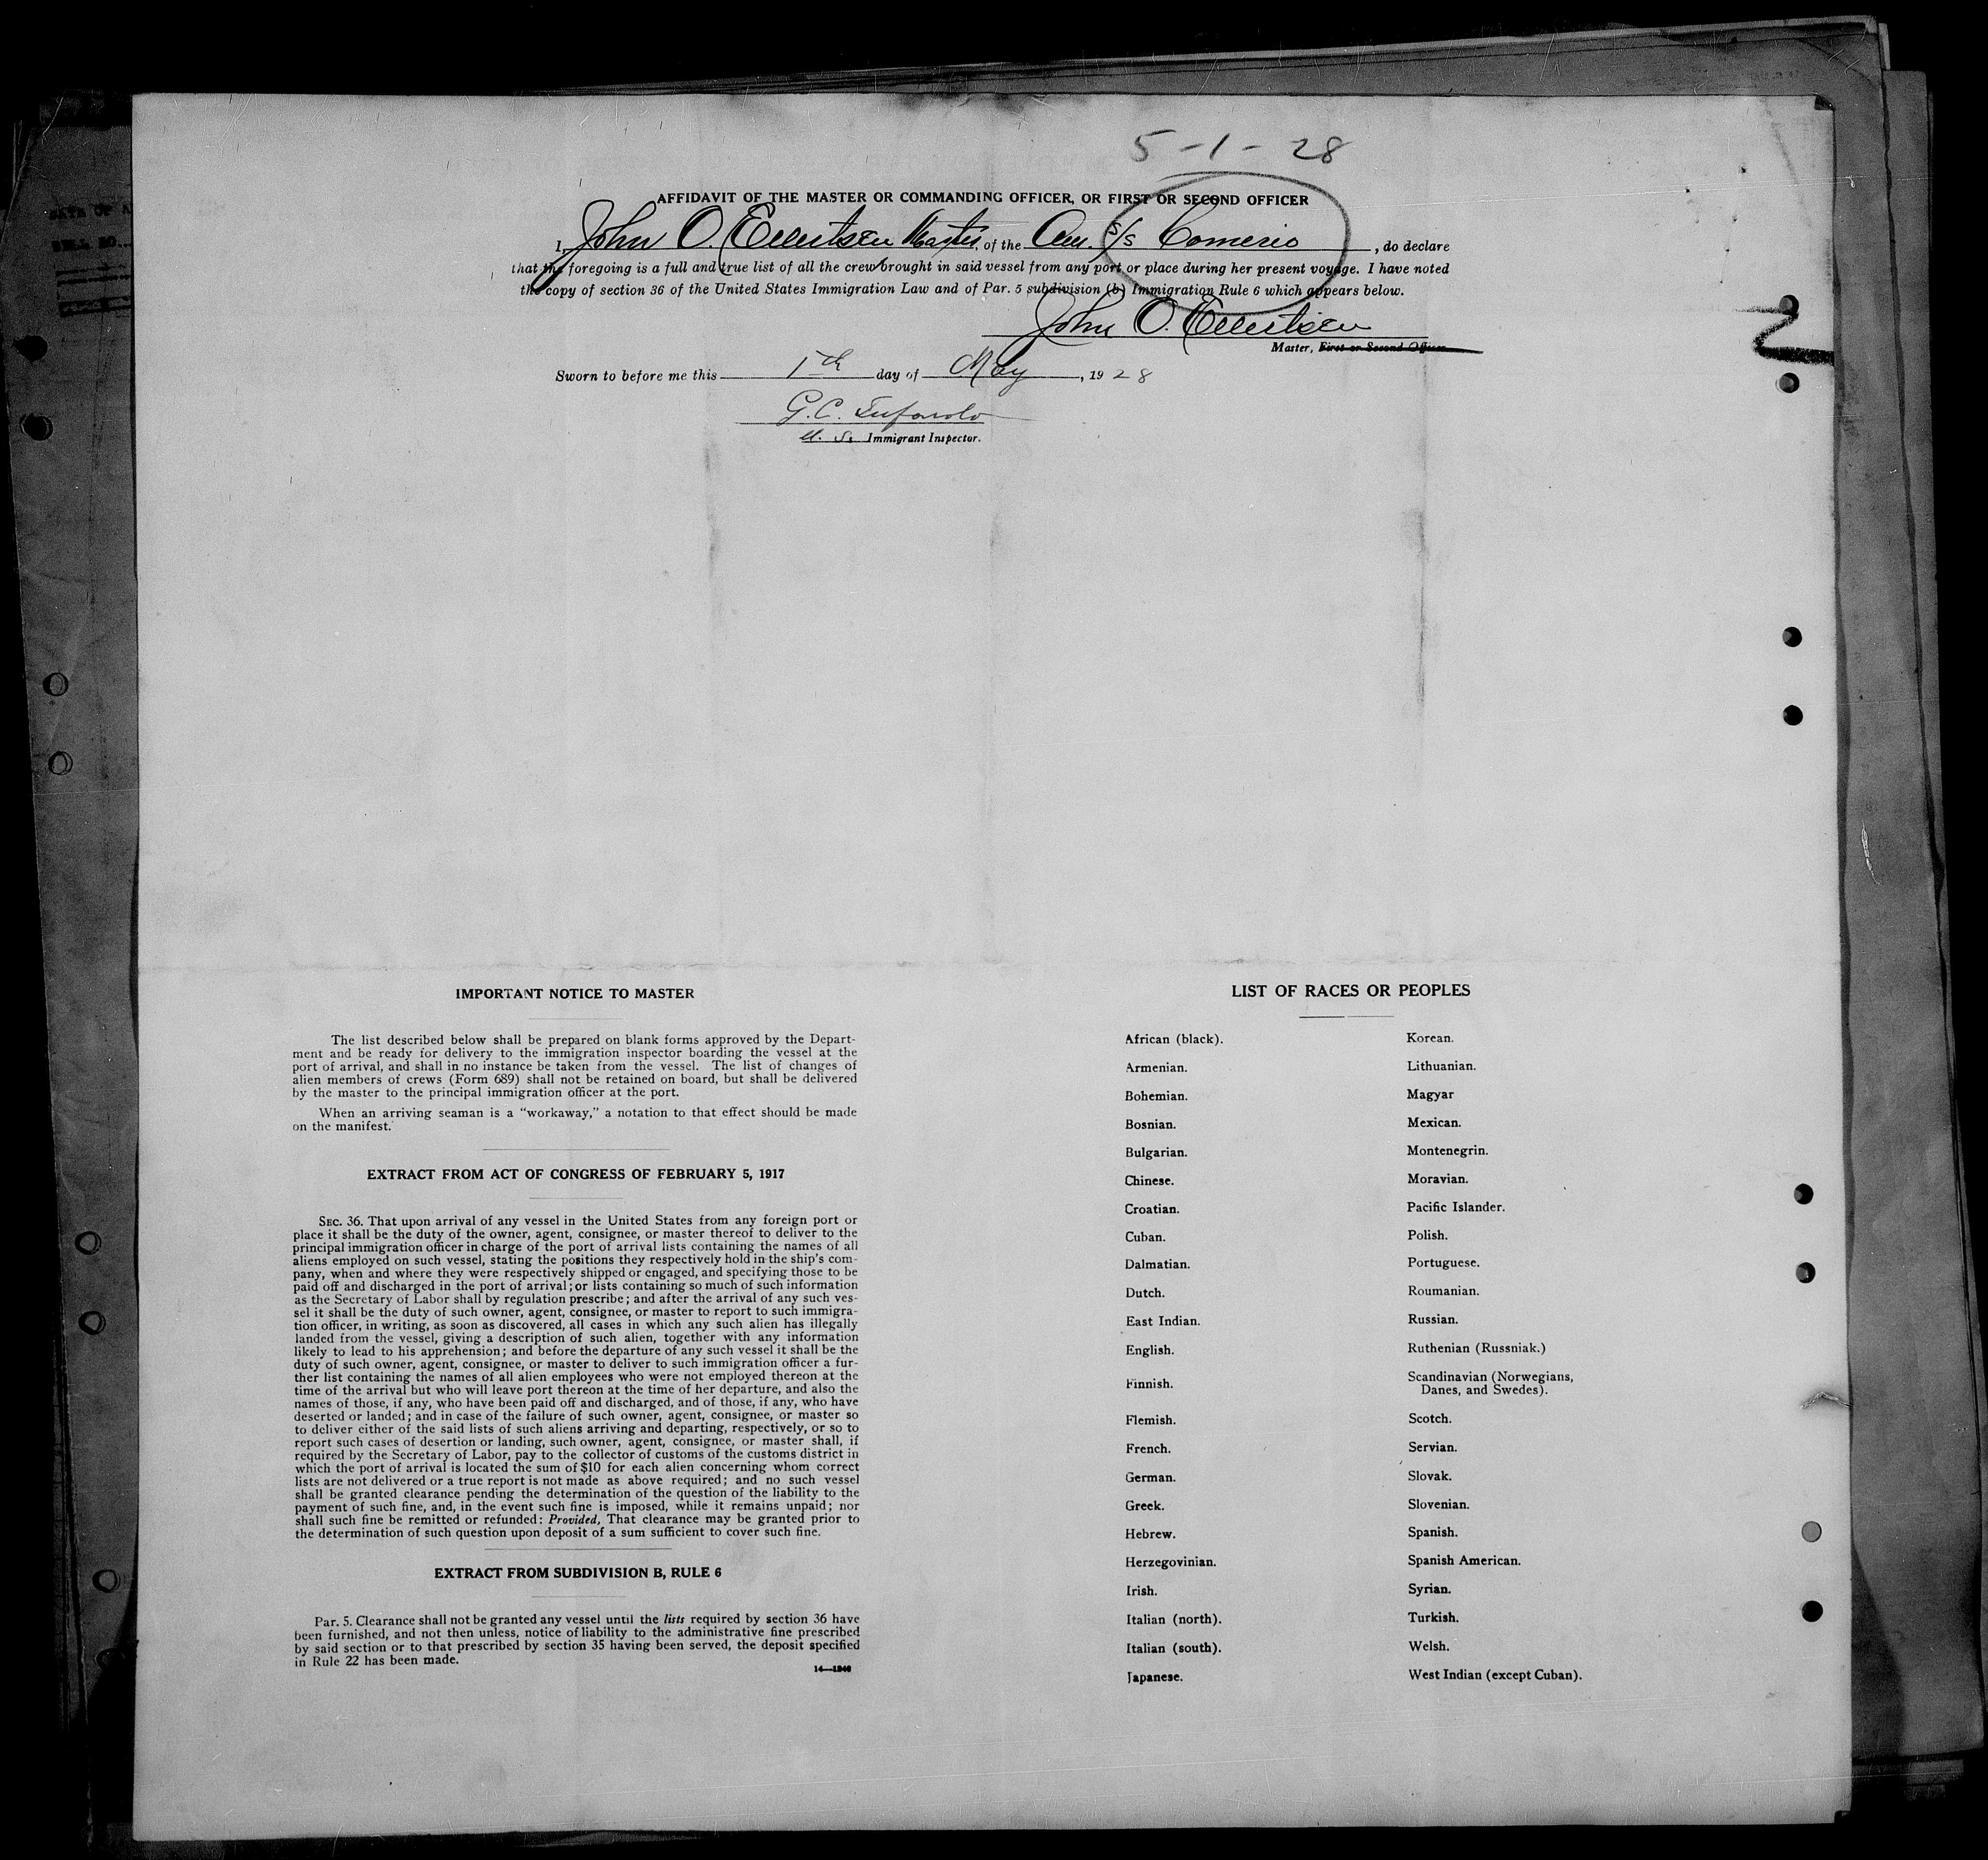 5-1-28
AFFIDAVIT OF THE MASTER OR COMMANDING OFFICER, OR FIRST OR SECOND OFFICER
I, John O. Ellertsen Master, of the Am. S/S Comerio, do declare
that the foregoing is a full and true list of all the crew brought in said vessel from any port or place during her present voyage. I have noted
the copy of section 36 of the United States Immigration Law and of Par. 5 subdivision (b) Immigration Rule 6 which appears below.
John O. Ellertsen
Master, First or Second Officer.
Sworn to before me this 1th day of May, 1928
G.C.
U. S. Immigrant Inspector.
IMPORTANT NOTICE TO MASTER
The list described below shall be prepared on blank forms approved by the Depart-
ment and be ready for delivery to the immigration inspector boarding the vessel at the
port of arrival, and shall in no instance be taken from the vessel. The list of changes of
alien members of crews (Form 689) shall not be retained on board, but shall be delivered
by the master to the principal immigration officer at the port.
When an arriving seaman is a “workaway,” a notation to that effect should be made
on the manifest.
EXTRACT FROM ACT OF CONGRESS OF FEBRUARY 5, 1917
SEC. 36. That upon arrival of any vessel in the United States from any foreign port or
place it shall be the duty of the owner, agent, consignee, or master thereof to deliver to the
principal immigration officer in charge of the port of arrival lists containing the names of all
aliens employed on such vessel, stating the positions they respectively hold in the ship's com-
pany, when and where they were respectively shipped or engaged, and specifying those to be
paid off and discharged in the port of arrival; or lists containing so much of such information
as the Secretary of Labor shall by regulation prescribe; and after the arrival of any such ves-
sel it shall be the duty of such owner, agent, consignee, or master to report to such immigra-
tion officer, in writing, as soon as discovered, all cases in which any such alien has illegally
landed from the vessel, giving a description of such alien, together with any information
likely to lead to his apprehension; and before the departure of any such vessel it shall be the
duty of such owner, agent, consignee, or master to deliver to such immigration officer a fur-
ther list containing the names of all alien employees who were not employed thereon at the
time of the arrival but who will leave port thereon at the time of her departure, and also the
names of those, if any, who have been paid off and discharged, and of those, if any, who have
deserted or landed; and in case of the failure of such owner, agent, consignee, or master so
to deliver either of the said lists of such aliens arriving and departing, respectively, or so to
report such cases of desertion or landing, such owner, agent, consignee, or master shall, if
required by the Secretary of Labor, pay to the collector of customs of the customs district in
which the port of arrival is located the sum of $10 for each alien concerning whom correct
lists are not delivered or a true report is not made as above required; and no such vessel
shall be granted clearance pending the determination of the question of the liability to the
payment of such fine, and, in the event such fine is imposed, while it remains unpaid; nor
shall such fine be remitted or refunded: Provided, That clearance may be granted prior to
the determination of such question upon deposit of a sum sufficient to cover such fine.
EXTRACT FROM SUBDIVISION B, RULE 6
Par. 5. Clearance shall not be granted any vessel until the lists required by section 36 have
been furnished, and not then unless, notice of liability to the administrative fine prescribed
by said section or to that prescribed by section 35 having been served, the deposit specified
in Rule 22 has been made.
14—1240
LIST OF RACES OR PEOPLES
African (black).
Armenian.
Bohemian.
Bosnian.
Bulgarian.
Chinese.
Croatian.
Cuban.
Dalmatian.
Dutch.
East Indian.
English.
Finnish.
Flemish.
French.
German.
Greek.
Hebrew.
Herzegovinian.
Irish.
Italian (north).
Italian (south).
Japanese.
Korean.
Lithuanian.
Magyar
Mexican.
Montenegrin.
Moravian.
Pacific Islander.
Polish.
Portuguese.
Roumanian.
Russian.
Ruthenian (Russniak.)
Scandinavian (Norwegians,
Danes, and Swedes).
Scotch.
Servian.
Slovak.
Slovenian.
Spanish.
Spanish American.
Syrian.
Turkish.
Welsh.
West Indian (except Cuban).